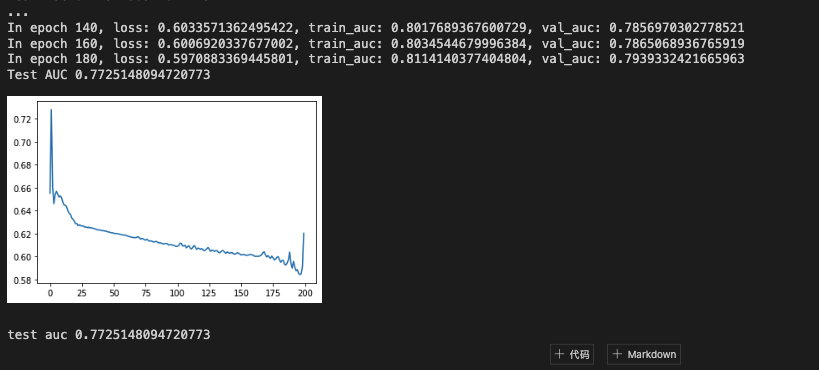 ...
In epoch 140, loss: 0.6033571362495422, train_auc: 0.8017689367600729, val_auc: 0.7856970302778521
In epoch 160, loss: 0.6006920337677002, train_auc: 0.8034544679996384, val_auc: 0.7865068936765919
In epoch 180, loss: 0.5970883369445801, train_auc: 0.8114140377404804, val_auc: 0.7939332421665963
Test AUC 0.7725148094720773
0.72
0.70
0.68
0.66
0.64
0.62
0.60
0.58
0 25 50 75 100 125 150 175 200
test auc 0.7725148094720773
+ 代码 + Markdown